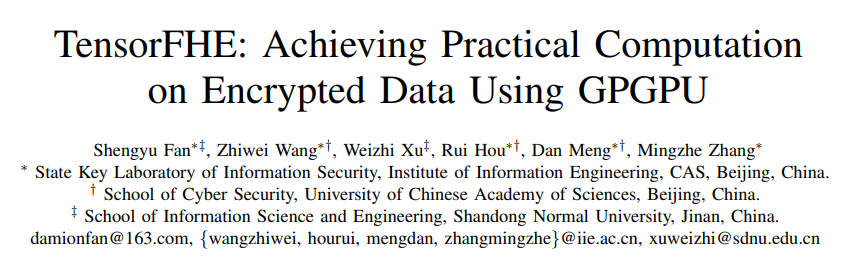 TensorFHE: Achieving Practical Computation
on Encrypted Data Using GPGPU
Shengyu Fan*‡, Zhiwei Wang*†, Weizhi Xu‡, Rui Hou*†, Dan Meng*†, Mingzhe Zhang*
* State Key Laboratory of Information Security, Institute of Information Engineering, CAS, Beijing, China.
† School of Cyber Security, University of Chinese Academy of Sciences, Beijing, China.
‡ School of Information Science and Engineering, Shandong Normal University, Jinan, China.
damionfan@163.com, {wangzhiwei, hourui, mengdan, zhangmingzhe}@iie.ac.cn, xuweizhi@sdnu.edu.cn